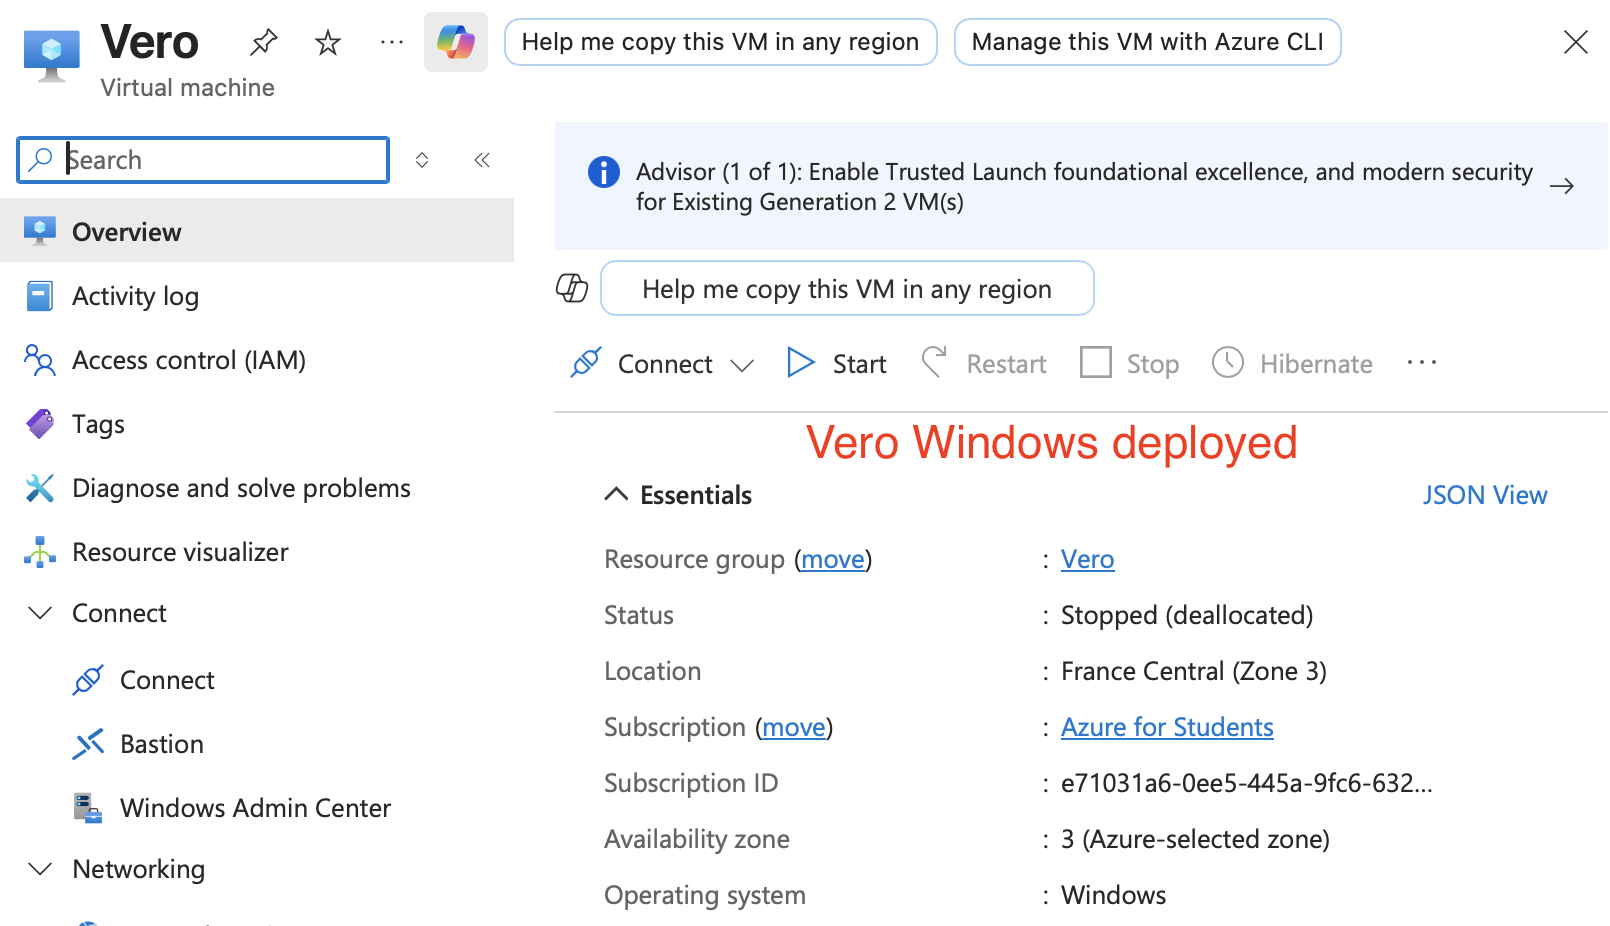 Vero
Virtual machine
Help me copy this VM in any region
Manage this VM with Azure CLI
Search
Overview
Activity log
Access control (IAM)
Tags
Diagnose and solve problems
Resource visualizer
Connect
Connect
Bastion
Windows Admin Center
Networking
Advisor (1 of 1): Enable Trusted Launch foundational excellence, and modern security
for Existing Generation 2 VM(s)
Help me copy this VM in any region
Connect
Start
Restart
Stop
Hibernate
Vero Windows deployed
Essentials
JSON View
Resource group (move) : Vero
Status : Stopped (deallocated)
Location : France Central (Zone 3)
Subscription (move) : Azure for Students
Subscription ID : e71031a6-0ee5-445a-9fc6-632...
Availability zone : 3 (Azure-selected zone)
Operating system : Windows